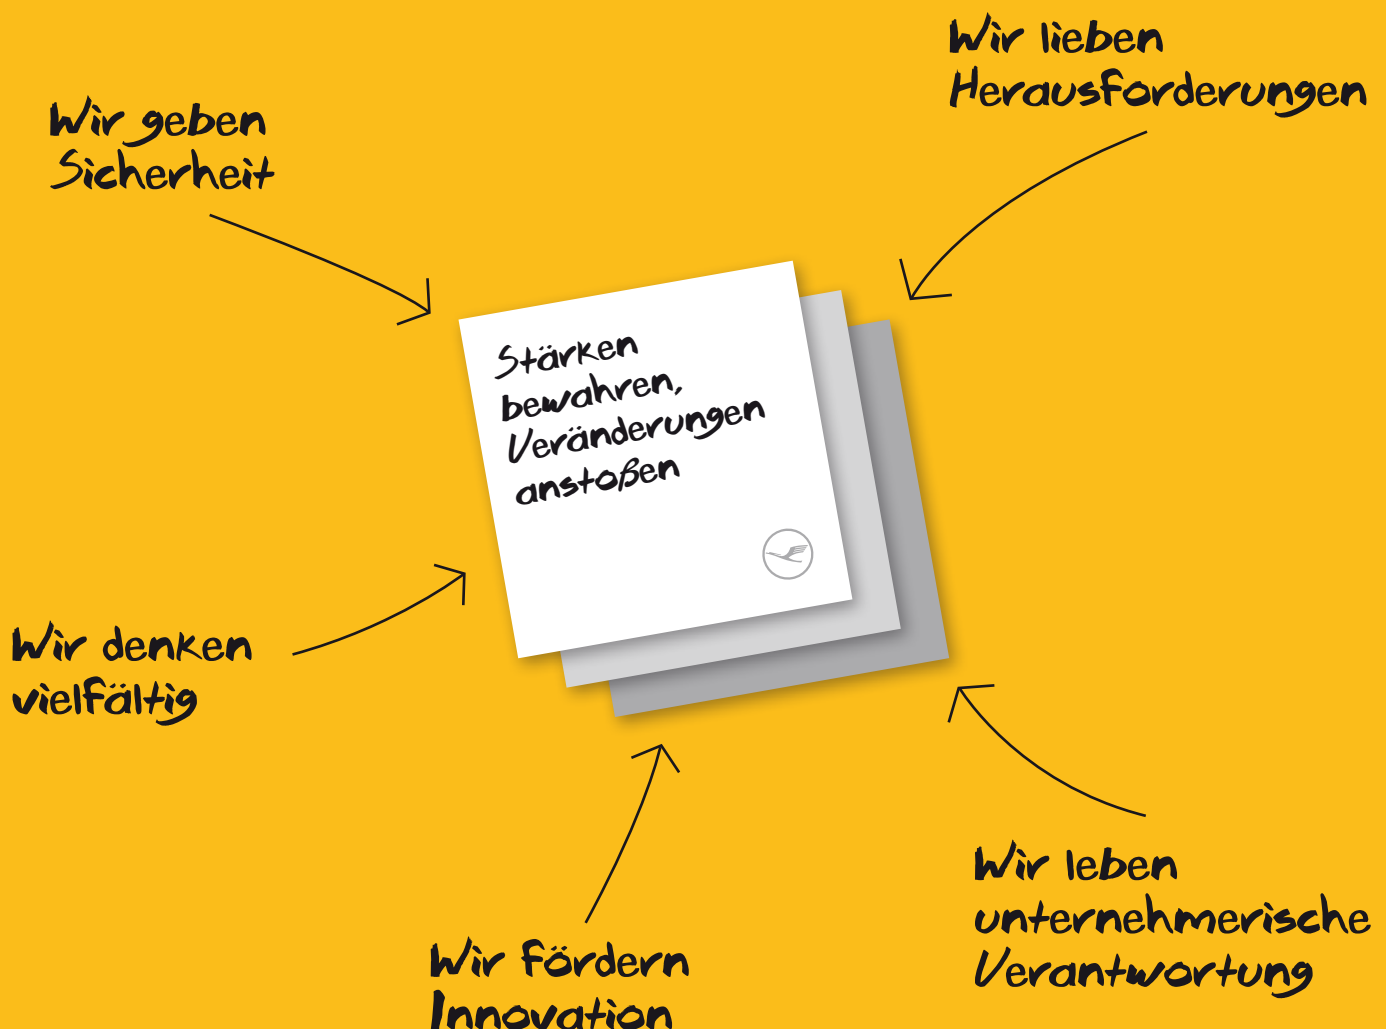 Wir lieben
Herausforderungen
Wir geben
Sicherheit
Stärken
bewahren,
Veränderungen
anstoßen
Wir denken
vielfältig
Wir leben
unternehmerische
Verantwortung
Wir fördern
Innovation